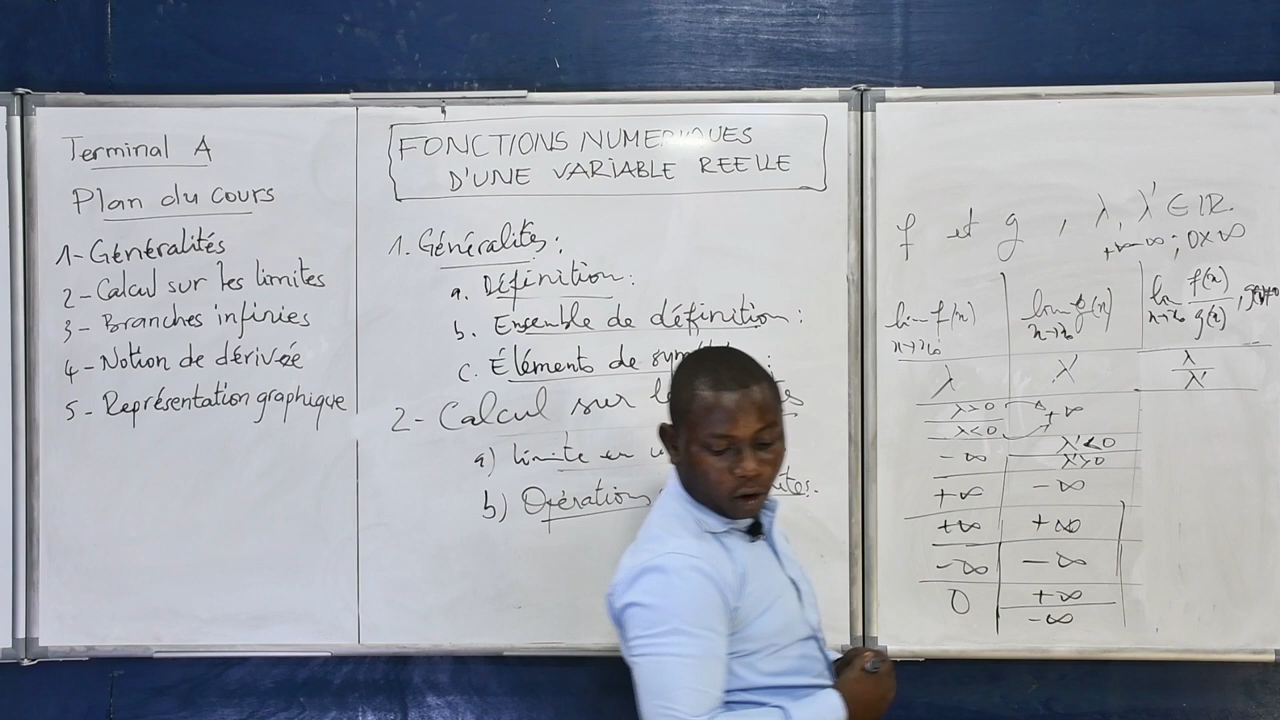 Terminal A
Plan du cours
1- Généralités
2- Calcul sur les limites
3- Branches infinies
4- Notion de dérivée
5- Représentation graphique
FONCTIONS NUMERIQUES
D'UNE VARIABLE REELLE
1. Généralités :
a. Définition :
b. Ensemble de définition :
c. Éléments de
2- Calcul sur
a) limite en
b) Opération
f et g , λ, λ' ∈ IR.
+∞-∞ ; 0×∞
lim f(x) x→x₀
lim g(x) x→x₀
lim f(x)/g(x) x→x₀ , g(x)≠0
λ λ' λ/λ'
λ>0 +∞
λ<0
-∞ λ'<0
λ'>0
+∞ -∞
+∞ +∞
-∞ -∞
0 +∞
-∞